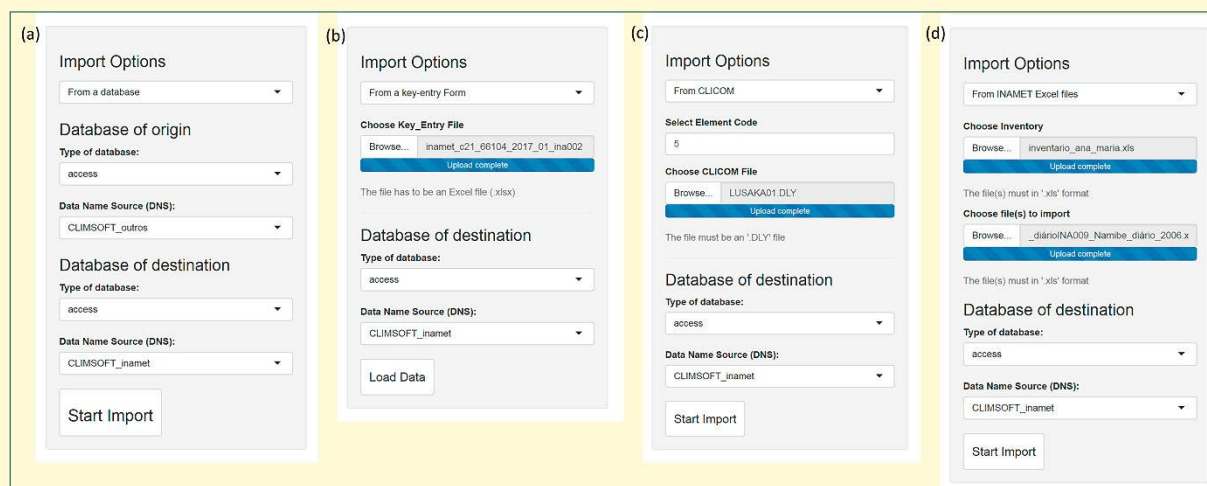 (a)
Import Options
From a database
Database of origin
Type of database:
access
Data Name Source (DNS):
CLIMSOFT_outros
Database of destination
Type of database:
access
Data Name Source (DNS):
CLIMSOFT_inamet
Start Import
(b)
Import Options
From a key-entry Form
Choose Key_Entry File
Browse... inamet_c21_66104_2017_01_ina002
Upload complete
The file has to be an Excel file (.xlsx)
Database of destination
Type of database:
access
Data Name Source (DNS):
CLIMSOFT_inamet
Load Data
(c)
Import Options
From CLICOM
Select Element Code
5
Choose CLICOM File
Browse... LUSAKA01.DLY
Upload complete
The file must be an '.DLY' file
Database of destination
Type of database:
access
Data Name Source (DNS):
CLIMSOFT_inamet
Start Import
(d)
Import Options
From INAMET Excel files
Choose Inventory
Browse... inventario_ana_maria.xls
Upload complete
The file(s) must in '.xls' format
Choose file(s) to import
Browse... _diárioINA009_Namibe_diário_2006.x
Upload complete
The file(s) must in '.xls' format
Database of destination
Type of database:
access
Data Name Source (DNS):
CLIMSOFT_inamet
Start Import